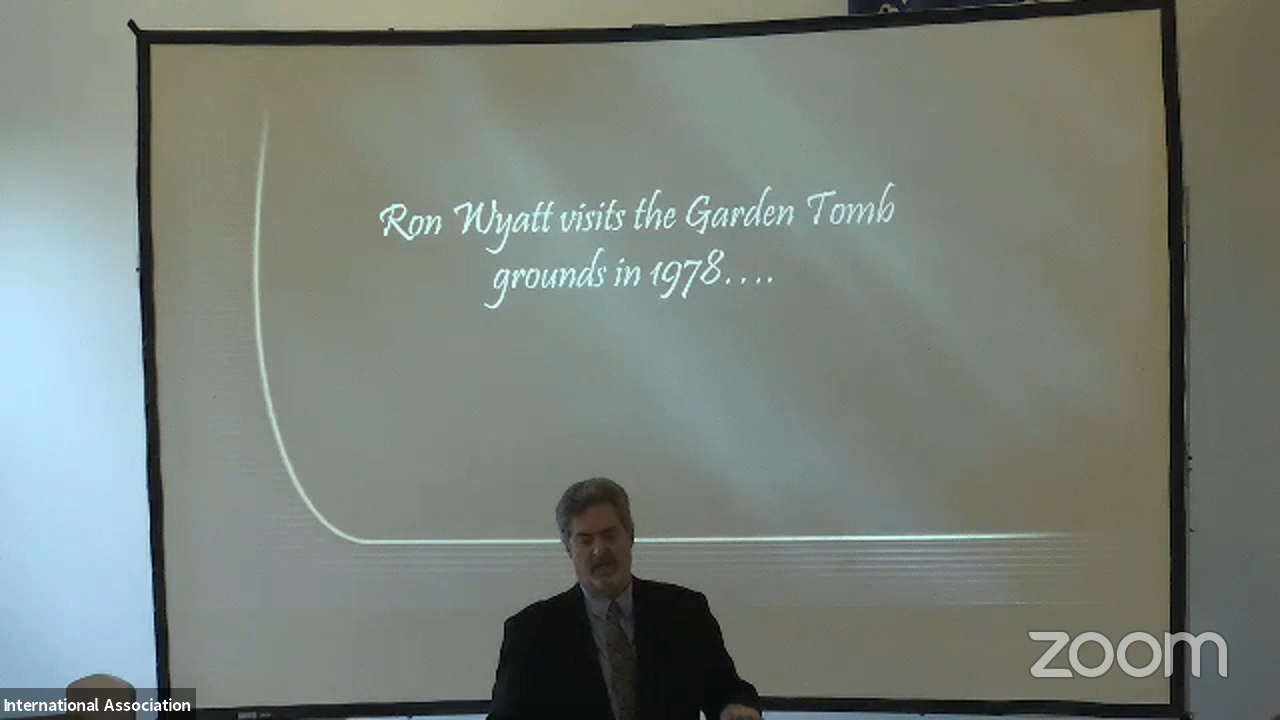 Ron Wyatt visits the Garden Tomb
grounds in 1978....
zoom
International Association